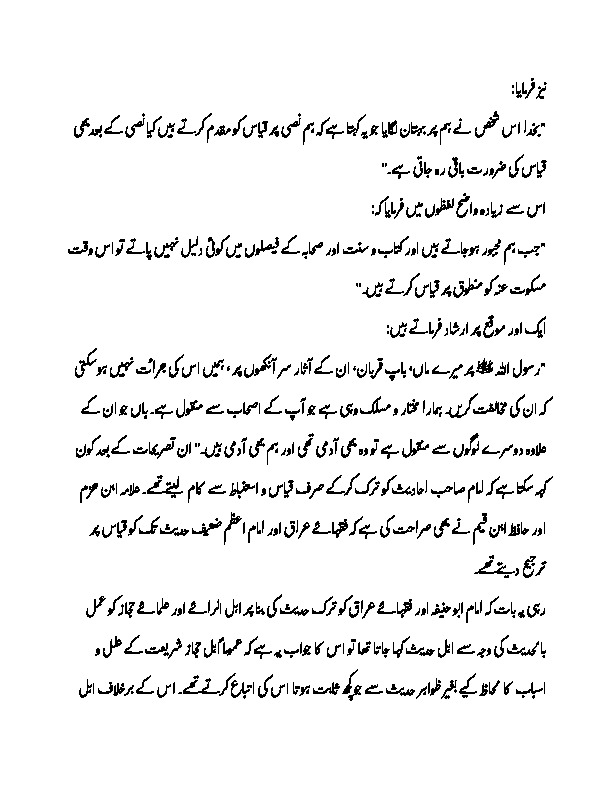 نیز فرمایا:
"بخدا اس شخص نے ہم پر بہتان لگایا جو یہ کہتا ہے کہ ہم نصی پر قیاس کو مقدم کرتے ہیں کیا نصی کے بعد بھی
قیاس کی ضرورت باقی رہ جاتی ہے۔"
اس سے زیادہ واضح لفظوں میں فرمایا کہ:
"جب ہم مجبور ہو جاتے ہیں اور کتاب و سنت اور صحابہ کے فیصلوں میں کوئی دلیل نہیں پاتے تو اس وقت
مسکوت عنہ کو منطوق پر قیاس کرتے ہیں۔"
ایک اور موقع پر ارشاد فرماتے ہیں:
"رسول اللہ ﷺ پر میرے ماں، باپ قربان، ان کے آثار سر آنکھوں پر، ہمیں اس کی جرائت نہیں ہو سکتی
کہ ان کی مخالفت کریں۔ ہمارا مختار و مسلک وہی ہے جو آپ کے اصحاب سے منقول ہے۔ ہاں جو ان کے
علاوہ دوسرے لوگوں سے منقول ہے تو وہ بھی آدمی تھی اور ہم بھی آدمی ہیں۔" ان تصریحات کے بعد کون
کہہ سکتا ہے کہ امام صاحب احادیث کو ترک کرکے صرف قیاس و استنباط سے کام لیتے تھے۔ علامہ ابن حزم
اور حافظ ابن قیم نے بھی صراحت کی ہے کہ فقہائے عراق اور امام اعظم ضعیف حدیث تک کو قیاس پر
ترجیح دیتے تھے۔
رہی یہ بات کہ امام ابو حنیفہ اور فقہائے عراق کو ترک حدیث کی بنا پر اہل الرائے اور علمائے حجاز کو عمل
بالحدیث کی وجہ سے اہل حدیث کہا جاتا تھا تو اس کا جواب یہ ہے کہ عموماً اہل حجاز شریعت کے علل و
اسباب کا لحاظ کیے بغیر ظواہر حدیث سے جو کچھ ثابت ہوتا اس کی اتباع کرتے تھے۔ اس کے برخلاف اہل